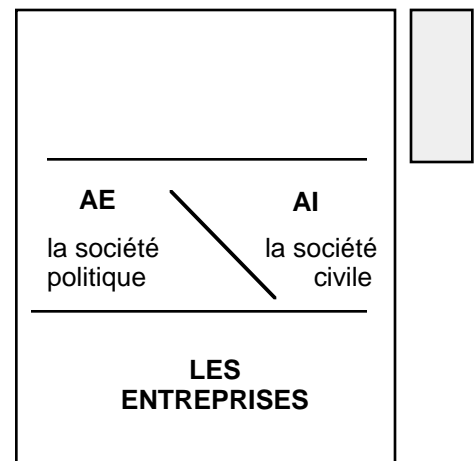 AE
AI
la société
politique
la société
civile
LES
ENTREPRISES